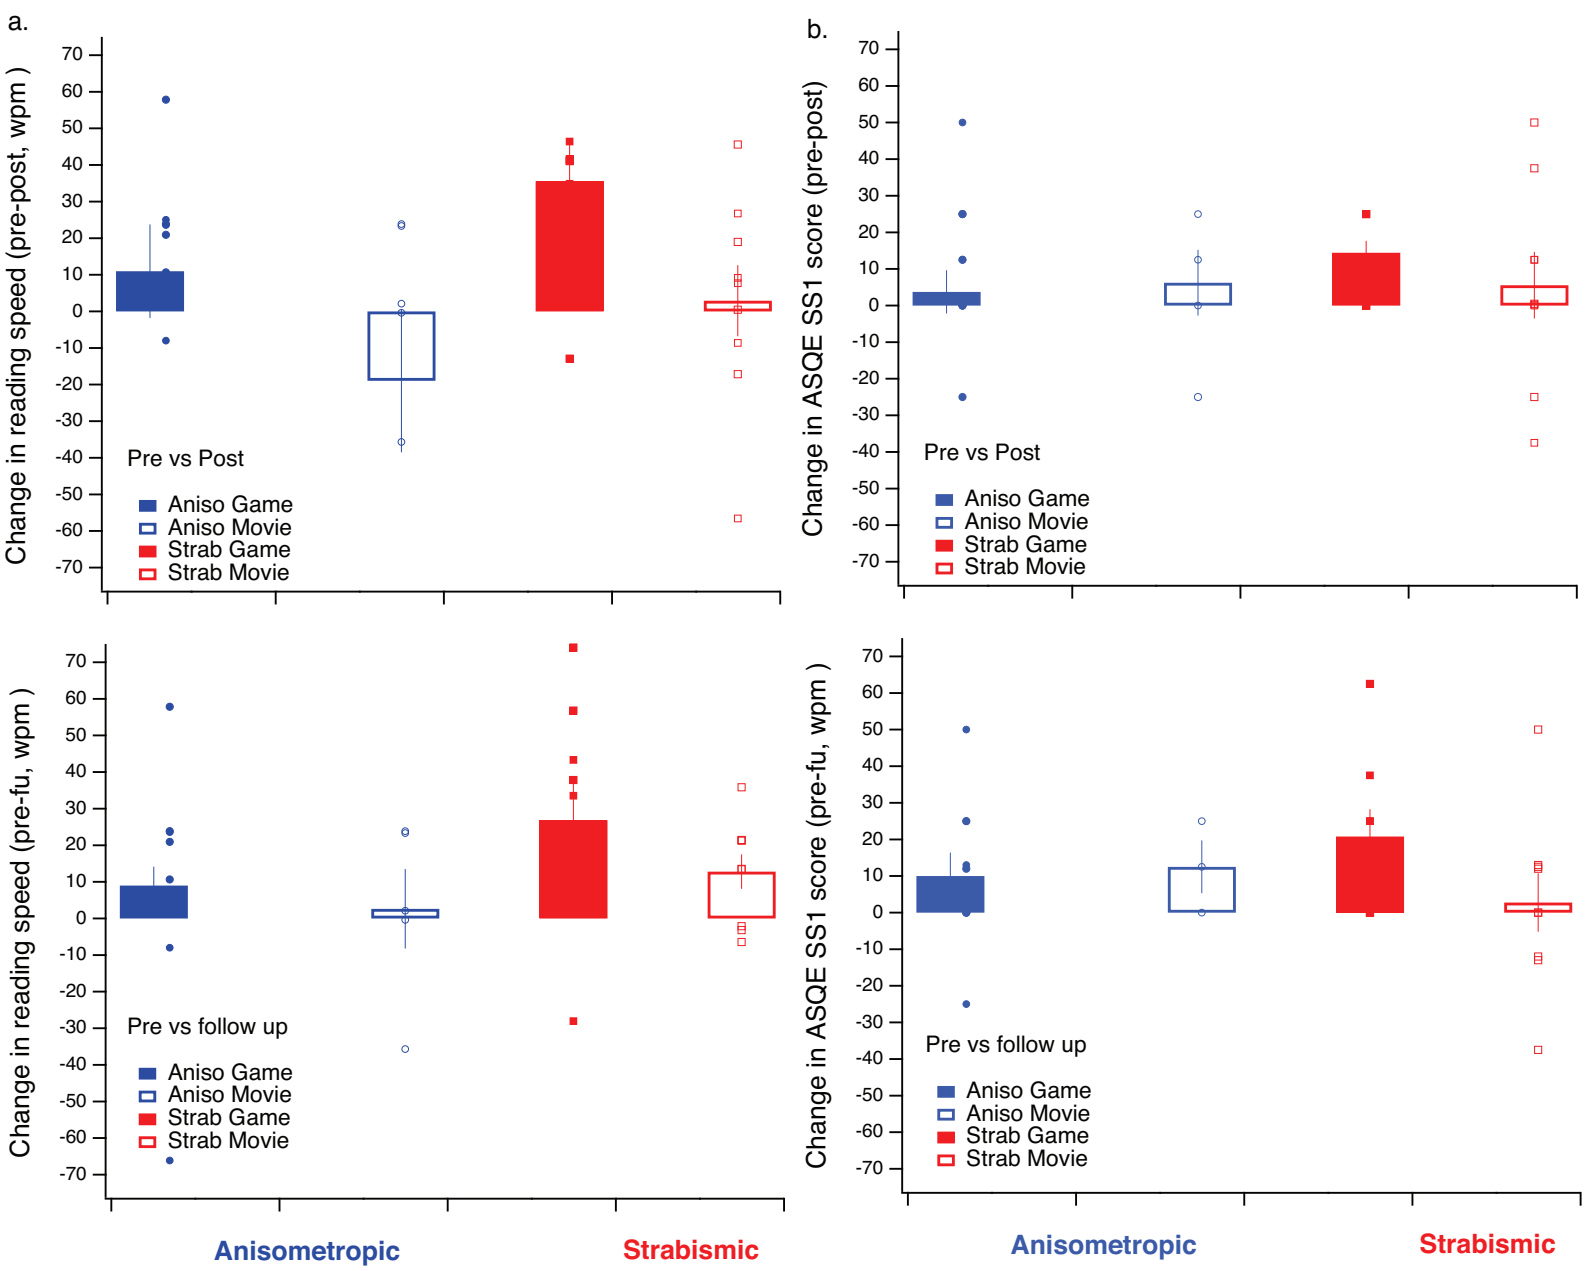 a.
Change in reading speed (pre-post, wpm )
70
60
50
40
30
20
10
0
-10
-20
-30
-40
-50
-60
-70
Pre vs Post
Aniso Game
Aniso Movie
Strab Game
Strab Movie
b.
Change in ASQE SS1 score (pre-post)
70
60
50
40
30
20
10
0
-10
-20
-30
-40
-50
-60
-70
Pre vs Post
Aniso Game
Aniso Movie
Strab Game
Strab Movie
Change in reading speed (pre-fu, wpm )
70
60
50
40
30
20
10
0
-10
-20
-30
-40
-50
-60
-70
Pre vs follow up
Aniso Game
Aniso Movie
Strab Game
Strab Movie
Anisometropic
Strabismic
Change in ASQE SS1 score (pre-fu, wpm )
70
60
50
40
30
20
10
0
-10
-20
-30
-40
-50
-60
-70
Pre vs follow up
Aniso Game
Aniso Movie
Strab Game
Strab Movie
Anisometropic
Strabismic